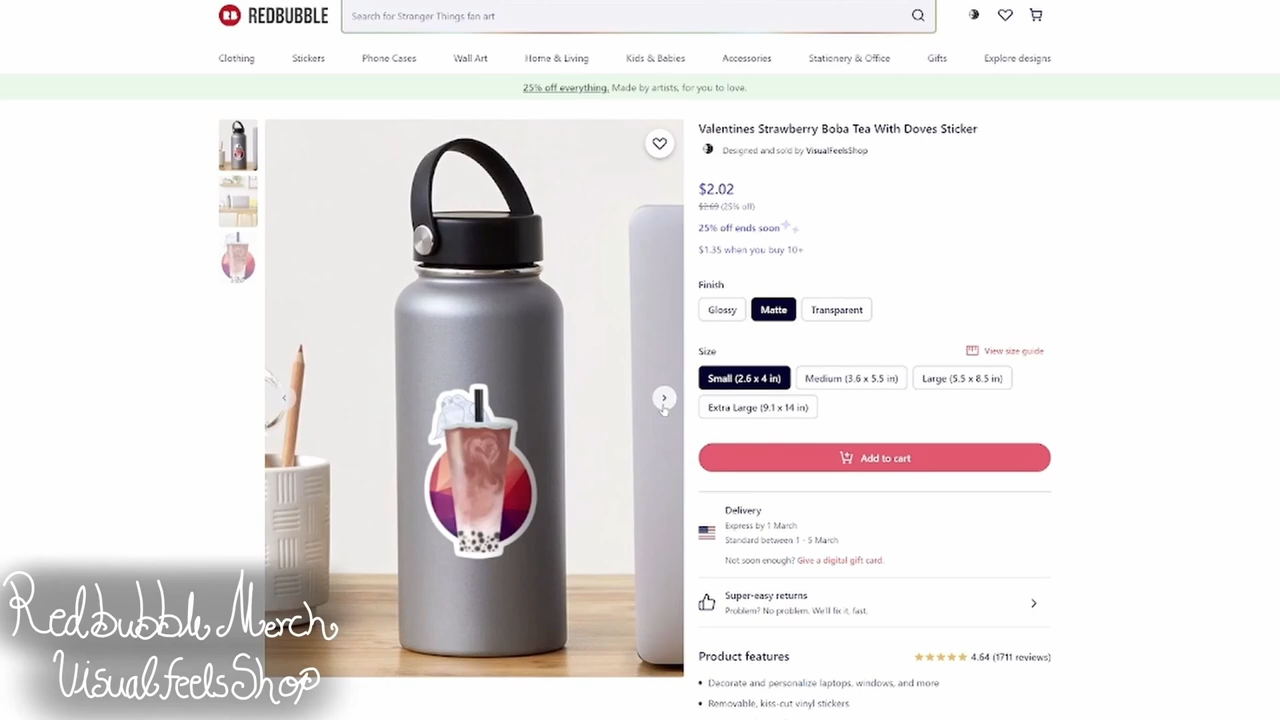 REDBUBBLE
Search for Stranger Things fan art
Clothing Stickers Phone Cases Wall Art Home & Living Kids & Babies Accessories Stationery & Office Gifts Explore designs
25% off everything. Made by artists, for you to love.
Valentines Strawberry Boba Tea With Doves Sticker
Designed and sold by VisualFeelsShop
$2.02
$2.69 (25% off)
25% off ends soon
$1.35 when you buy 10+
Finish
Glossy Matte Transparent
Size View size guide
Small (2.6 x 4 in) Medium (3.6 x 5.5 in) Large (5.5 x 8.5 in)
Extra Large (9.1 x 14 in)
Add to cart
Delivery
Express by 1 March
Standard between 1 - 5 March
Not soon enough? Give a digital gift card.
Super-easy returns
Problem? No problem. We'll fix it, fast.
Product features 4.64 (1711 reviews)
• Decorate and personalize laptops, windows, and more
• Removable, kiss-cut vinyl stickers
Redbubble Merch
VisualFeelsShop